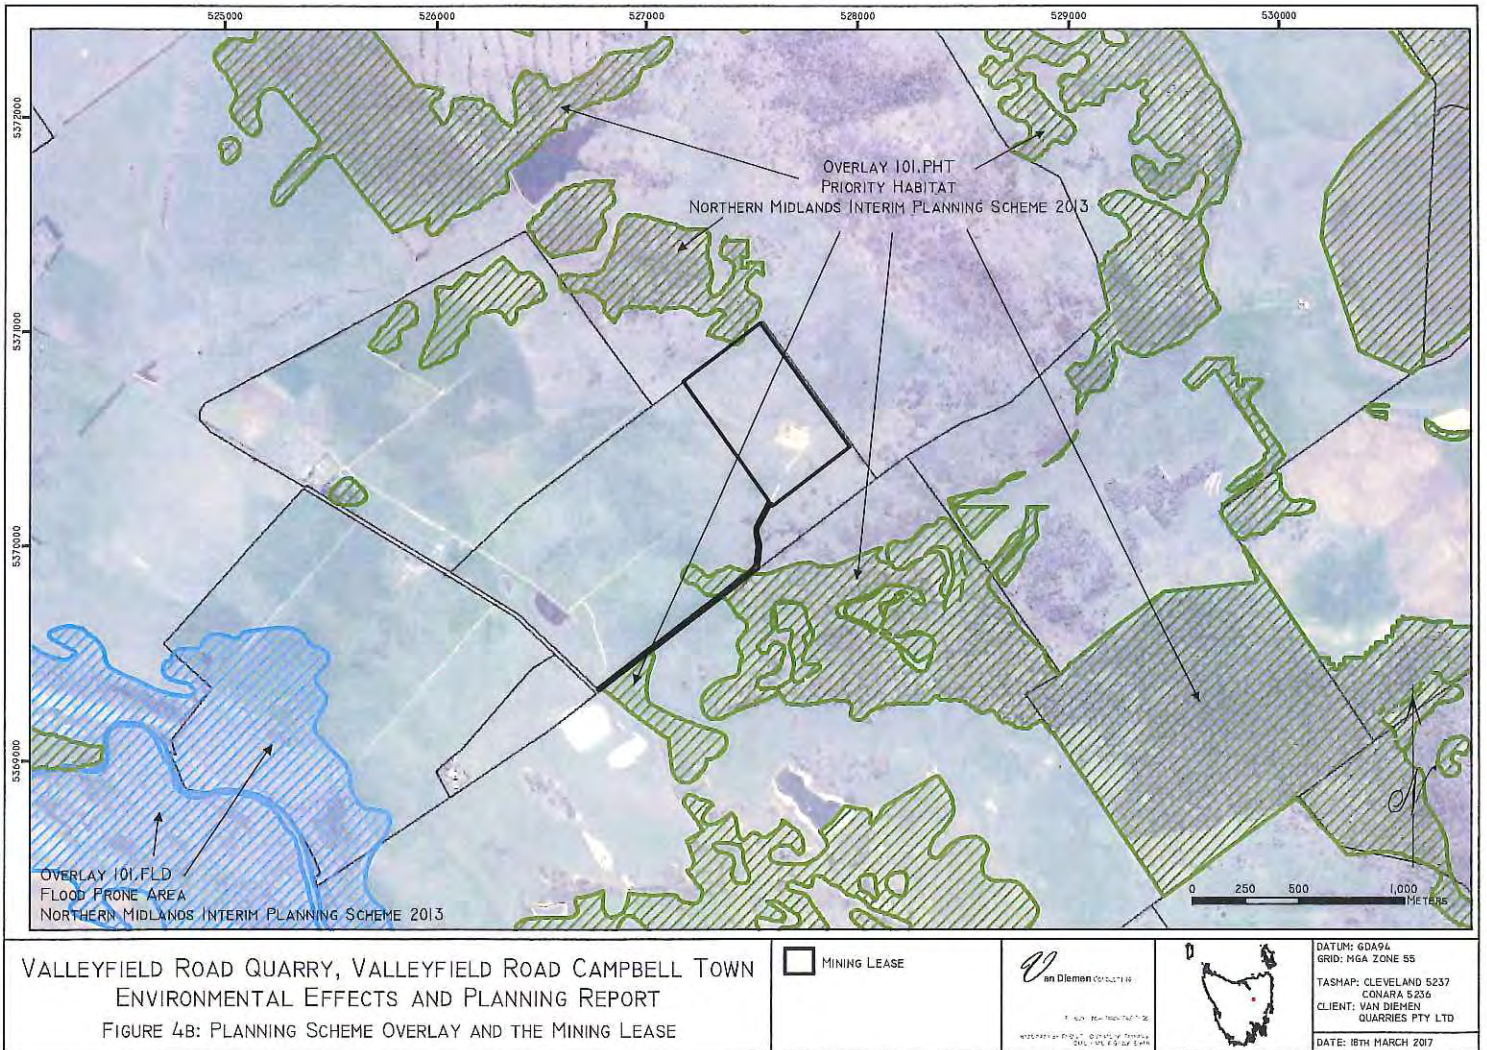 525000 526000 527000 528000 529000 530000
5372000
5371000
5370000
5369000
OVERLAY 101.PHT
PRIORITY HABITAT
NORTHERN MIDLANDS INTERIM PLANNING SCHEME 2013
OVERLAY 101.FLD
FLOOD PRONE AREA
NORTHERN MIDLANDS INTERIM PLANNING SCHEME 2013
0 250 500 1,000
METERS
VALLEYFIELD ROAD QUARRY, VALLEYFIELD ROAD CAMPBELL TOWN
ENVIRONMENTAL EFFECTS AND PLANNING REPORT
FIGURE 4B: PLANNING SCHEME OVERLAY AND THE MINING LEASE
MINING LEASE
Van Diemen
DATUM: GDA94
GRID: MGA ZONE 55
TASMAP: CLEVELAND 5237
CONARA 5236
CLIENT: VAN DIEMEN
QUARRIES PTY LTD
DATE: 18TH MARCH 2017